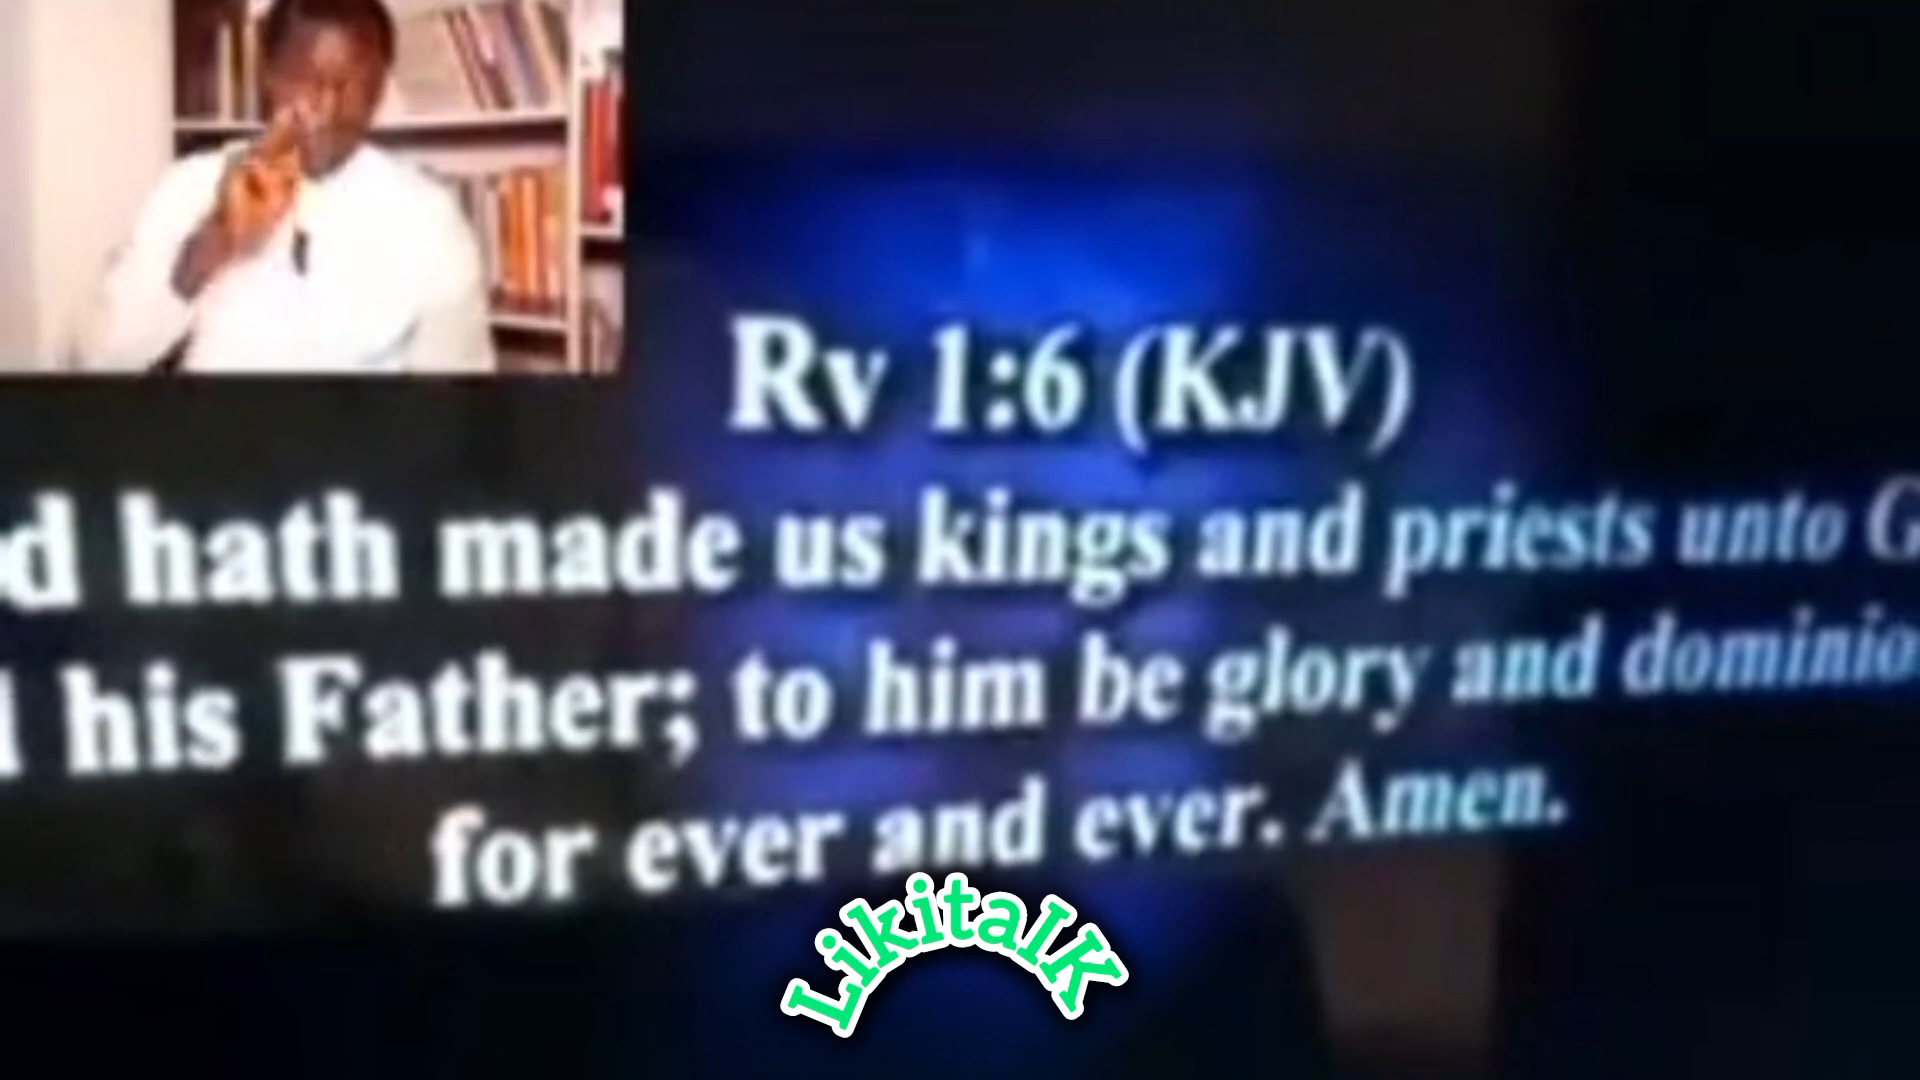 Rv 1:6 (KJV)
d hath made us kings and priests unto G
his Father; to him be glory and dominio
for ever and ever. Amen.
LikitalK